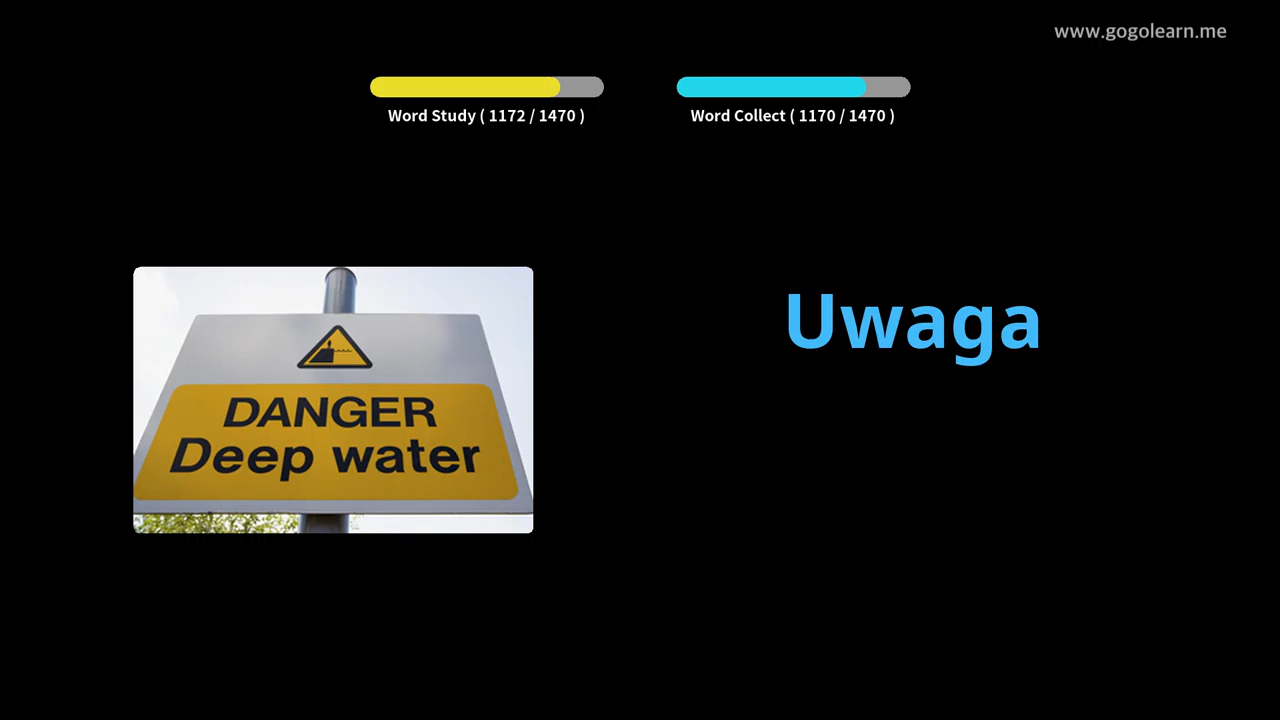 www.gogolearn.me
Word Study ( 1172 / 1470 )
Word Collect ( 1170 / 1470 )
DANGER
Deep water
Uwaga